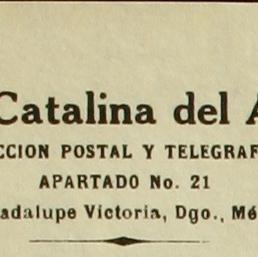 Catalina del A
CCION POSTAL Y TELEGRAF
APARTADO No. 21
adalupe Victoria, Dgo., Mé